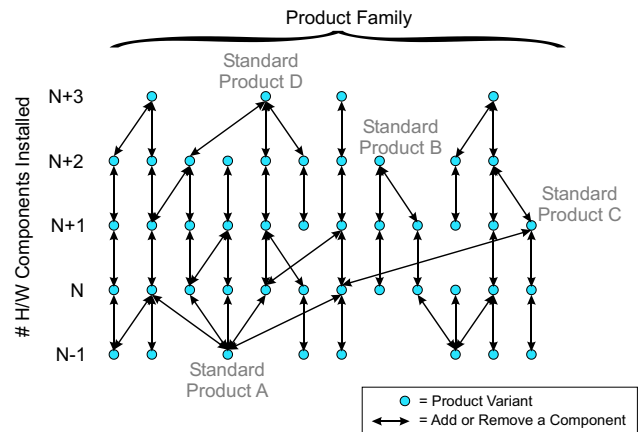 Product Family
Standard
Product D
N+3
Standard
Product B
N+2
Standard
Product C
N+1
# H/W Components Installed
N
N-1
Standard
Product A
= Product Variant
= Add or Remove a Component